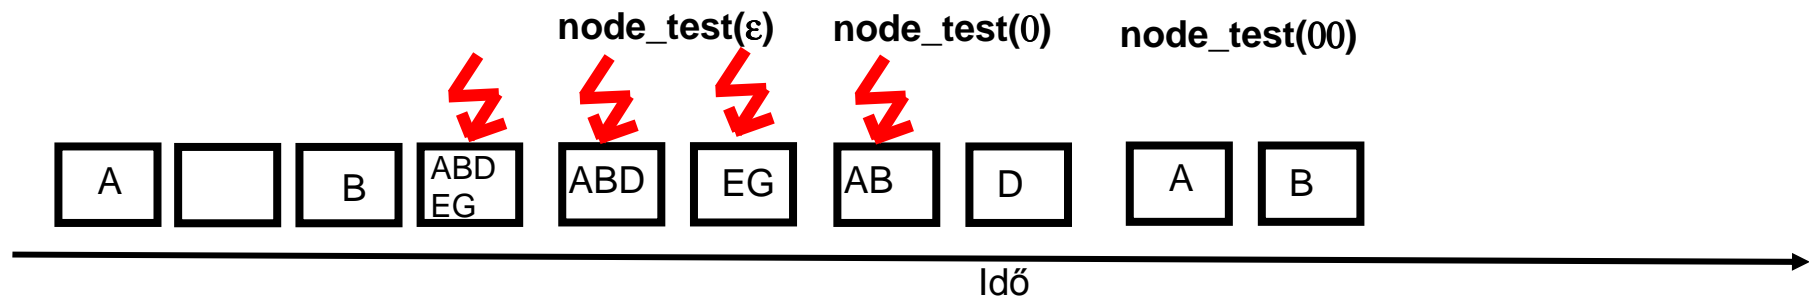 node_test(ε) node_test(0) node_test(00)
A B ABD EG ABD EG AB D A B
Idő